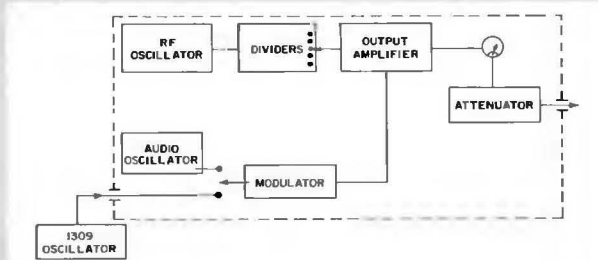 RF
OSCILLATOR
DIVIDERS
OUTPUT
AMPLIFIER
ATTENUATOR
AUDIO
OSCILLATOR
MODULATOR
1309
OSCILLATOR